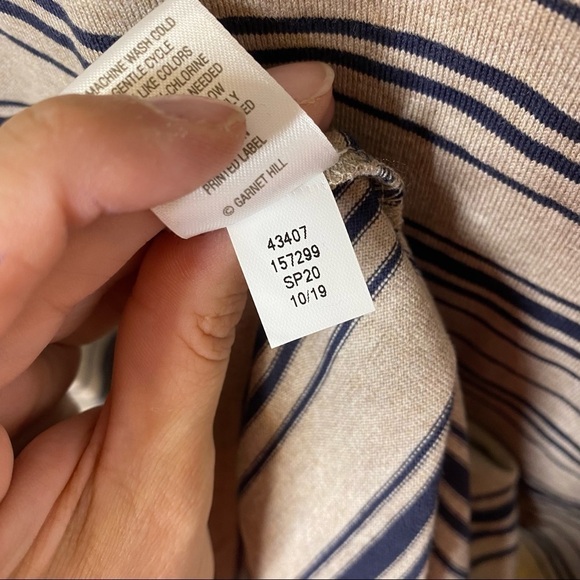 MACHINE WASH COLD
GENTLE CYCLE
LIKE COLORS
CHLORINE
NEEDED
PRINTED LABEL
© GARNET HILL
43407
157299
SP20
10/19